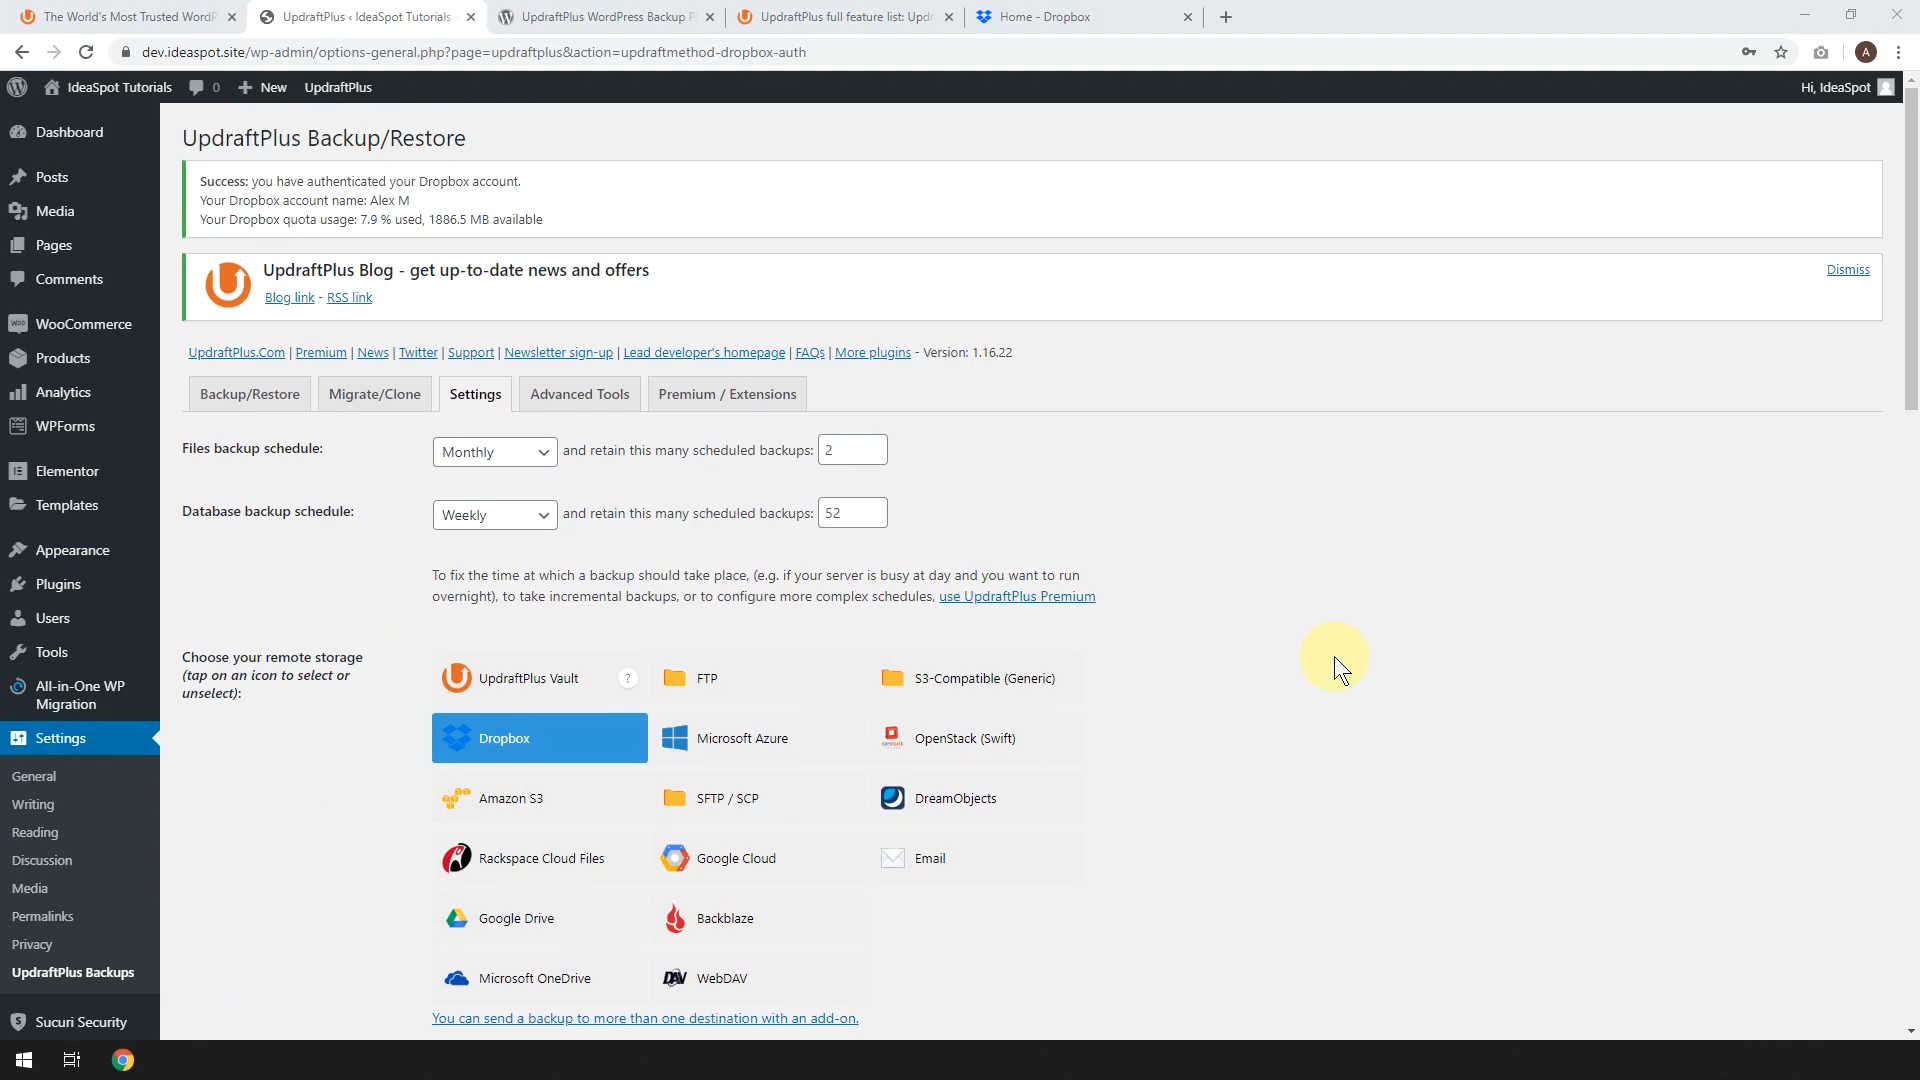 The World's Most Trusted WordP
UpdraftPlus ‹ IdeaSpot Tutorials
UpdraftPlus WordPress Backup P
UpdraftPlus full feature list: Updr
Home - Dropbox
dev.ideaspot.site/wp-admin/options-general.php?page=updraftplus&action=updraftmethod-dropbox-auth
A
IdeaSpot Tutorials
0
New
UpdraftPlus
Hi, IdeaSpot
Dashboard
Posts
Media
Pages
Comments
WooCommerce
Products
Analytics
WPForms
Elementor
Templates
Appearance
Plugins
Users
Tools
All-in-One WP
Migration
Settings
General
Writing
Reading
Discussion
Media
Permalinks
Privacy
UpdraftPlus Backups
Sucuri Security
UpdraftPlus Backup/Restore
Success: you have authenticated your Dropbox account.
Your Dropbox account name: Alex M
Your Dropbox quota usage: 7.9 % used, 1886.5 MB available
UpdraftPlus Blog - get up-to-date news and offers
Dismiss
Blog link - RSS link
UpdraftPlus.Com | Premium | News | Twitter | Support | Newsletter sign-up | Lead developer's homepage | FAQs | More plugins - Version: 1.16.22
Backup/Restore
Migrate/Clone
Settings
Advanced Tools
Premium / Extensions
Files backup schedule:
Monthly
and retain this many scheduled backups:
2
Database backup schedule:
Weekly
and retain this many scheduled backups:
52
To fix the time at which a backup should take place, (e.g. if your server is busy at day and you want to run
overnight), to take incremental backups, or to configure more complex schedules, use UpdraftPlus Premium
Choose your remote storage
(tap on an icon to select or
unselect):
UpdraftPlus Vault
?
FTP
S3-Compatible (Generic)
Dropbox
Microsoft Azure
OpenStack (Swift)
Amazon S3
SFTP / SCP
DreamObjects
Rackspace Cloud Files
Google Cloud
Email
Google Drive
Backblaze
Microsoft OneDrive
DAV
WebDAV
You can send a backup to more than one destination with an add-on.